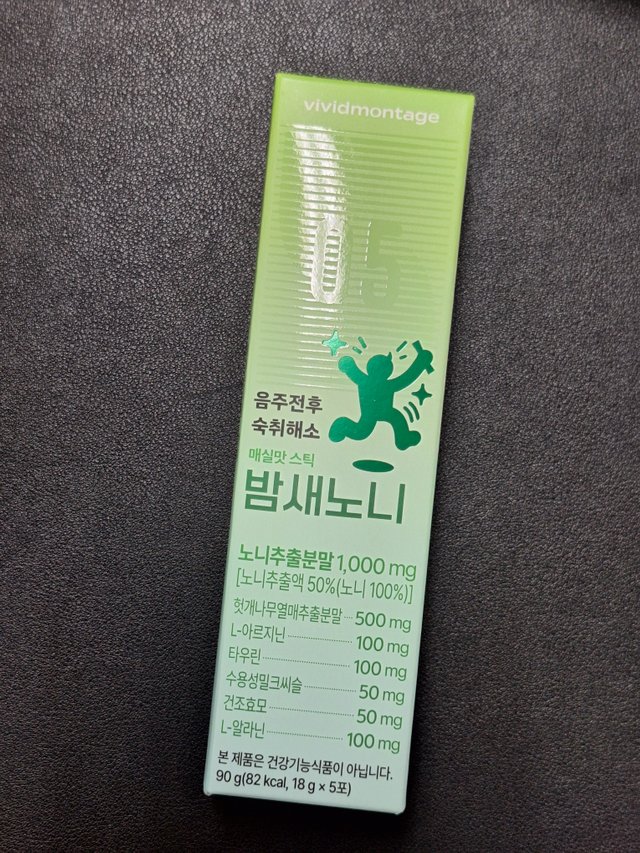 vividmontage
05
음주전후
숙취해소
매실맛 스틱
밤새노니
노니추출분말 1,000 mg
[노니추출액 50%(노니 100%)]
헛개나무열매추출분말 500 mg
L-아르지닌 100 mg
타우린 100 mg
수용성밀크씨슬 50 mg
건조효모 50 mg
L-알라닌 100 mg
본 제품은 건강기능식품이 아닙니다.
90 g(82 kcal, 18 g × 5포)